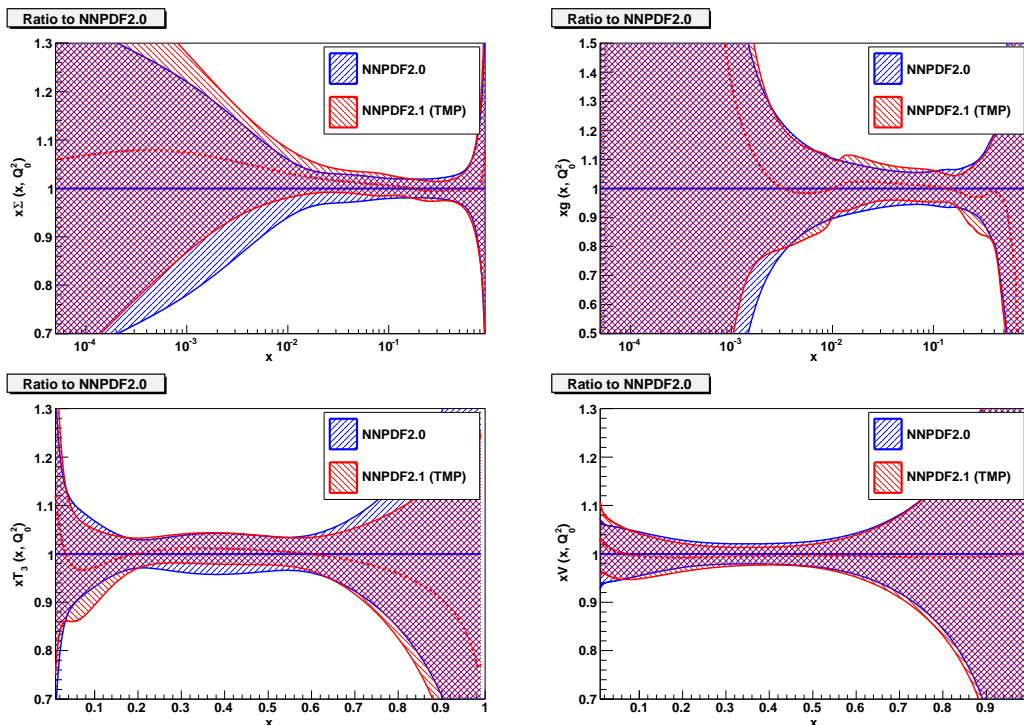 Ratio to NNPDF2.0
1.3
1.2
1.1
1
0.9
0.8
0.7
xΣ (x, Q₀²)
NNPDF2.0
NNPDF2.1 (TMP)
10⁻⁴ 10⁻³ 10⁻² 10⁻¹
x
Ratio to NNPDF2.0
1.5
1.4
1.3
1.2
1.1
1
0.9
0.8
0.7
0.6
0.5
xg (x, Q₀²)
NNPDF2.0
NNPDF2.1 (TMP)
10⁻⁴ 10⁻³ 10⁻² 10⁻¹
x
Ratio to NNPDF2.0
1.3
1.2
1.1
1
0.9
0.8
0.7
xT₃ (x, Q₀²)
NNPDF2.0
NNPDF2.1 (TMP)
0.1 0.2 0.3 0.4 0.5 0.6 0.7 0.8 0.9 1
x
Ratio to NNPDF2.0
1.3
1.2
1.1
1
0.9
0.8
0.7
xV (x, Q₀²)
NNPDF2.0
NNPDF2.1 (TMP)
0.1 0.2 0.3 0.4 0.5 0.6 0.7 0.8 0.9 1
x